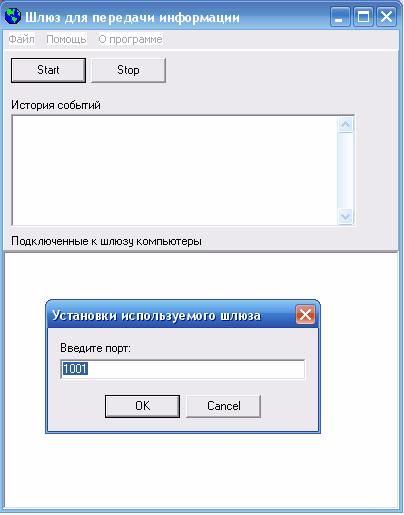 Шлюз для передачи информации
Файл Помощь О программе
Start Stop
История событий
Подключенные к шлюзу компьютеры
Установки используемого шлюза
Введите порт:
1001
OK Cancel